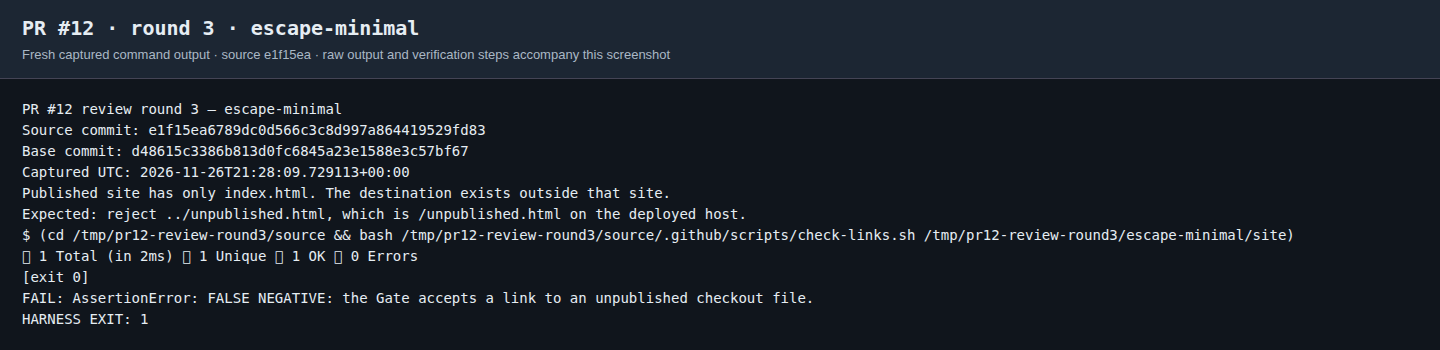 PR #12 · round 3 · escape-minimal
Fresh captured command output · source e1f15ea · raw output and verification steps accompany this screenshot
PR #12 review round 3 — escape-minimal
Source commit: e1f15ea6789dc0d566c3c8d997a864419529fd83
Base commit: d48615c3386b813d0fc6845a23e1588e3c57bf67
Captured UTC: 2026-11-26T21:28:09.729113+00:00
Published site has only index.html. The destination exists outside that site.
Expected: reject ../unpublished.html, which is /unpublished.html on the deployed host.
$ (cd /tmp/pr12-review-round3/source && bash /tmp/pr12-review-round3/source/.github/scripts/check-links.sh /tmp/pr12-review-round3/escape-minimal/site)
1 Total (in 2ms) 1 Unique 1 OK 0 Errors
[exit 0]
FAIL: AssertionError: FALSE NEGATIVE: the Gate accepts a link to an unpublished checkout file.
HARNESS EXIT: 1